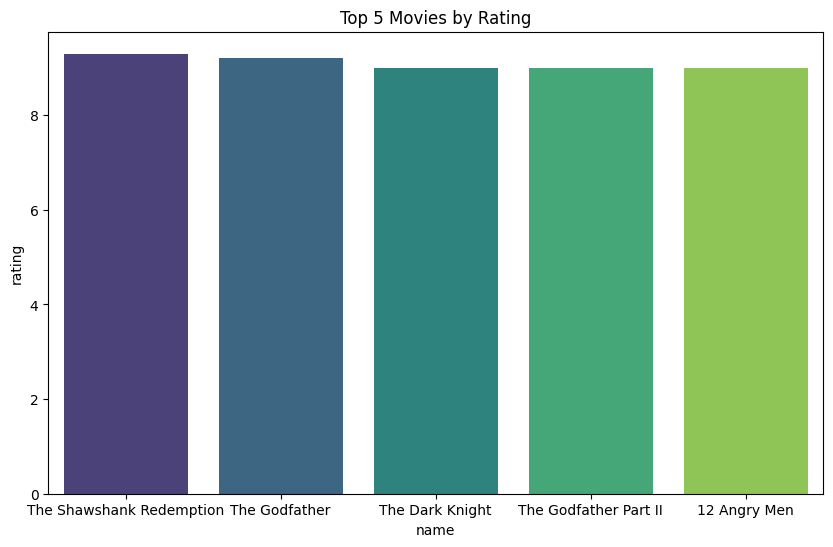 Top 5 Movies by Rating
rating
8
6
4
2
0
The Shawshank Redemption The Godfather The Dark Knight The Godfather Part II 12 Angry Men
name